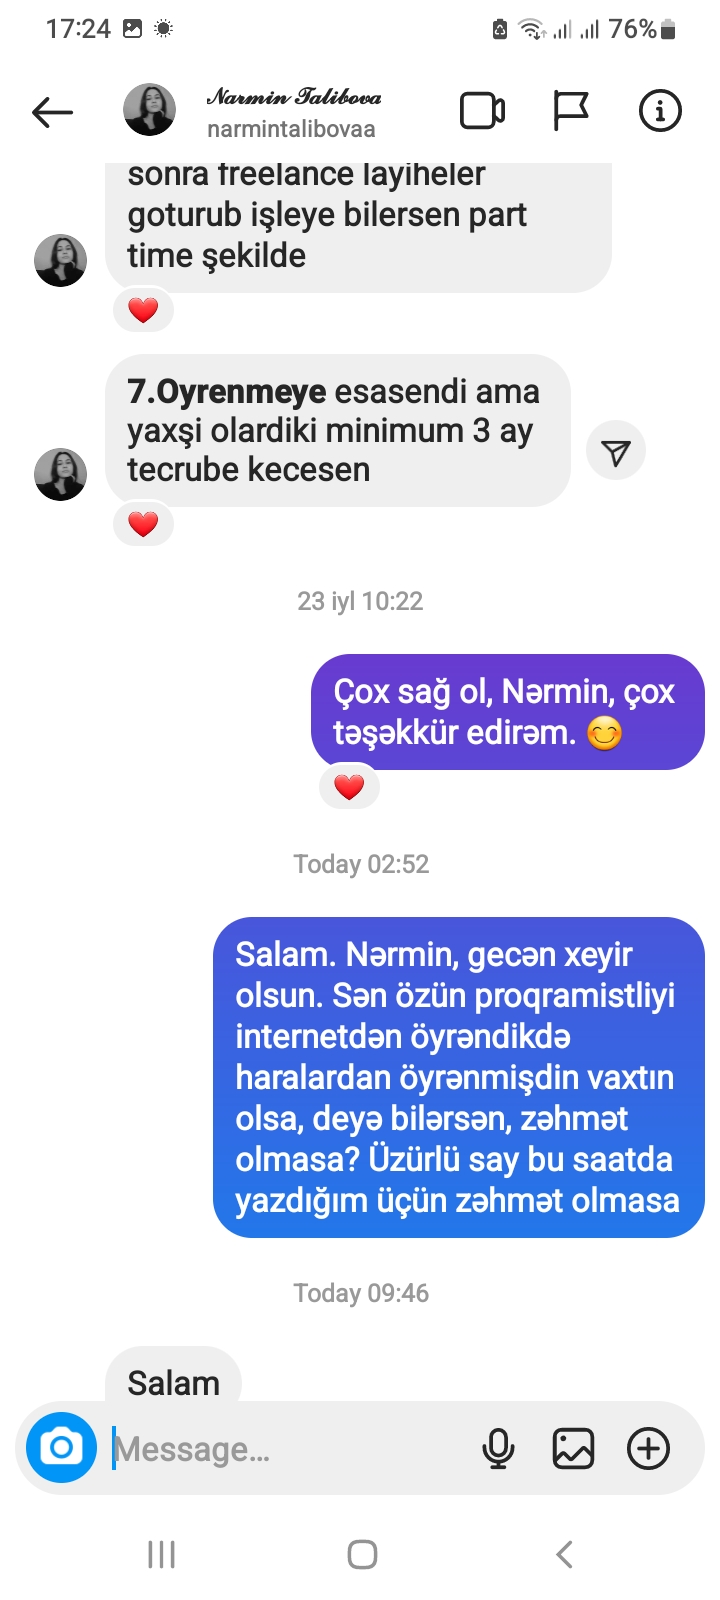 17:24
76%
Narmin Talibova
narmintalibovaa
sonra freelance layiheler
goturub işleye bilersen part
time şekilde
7.Oyrenmeye esasendi ama
yaxşi olardiki minimum 3 ay
tecrube kecesen
23 iyl 10:22
Çox sağ ol, Nərmin, çox
təşəkkür edirəm. 😊
Today 02:52
Salam. Nərmin, gecən xeyir
olsun. Sən özün proqramistliyi
internetdən öyrəndikdə
haralardan öyrənmişdin vaxtın
olsa, deyə bilərsən, zəhmət
olmasa? Üzürlü say bu saatda
yazdığım üçün zəhmət olmasa
Today 09:46
Salam
Message...